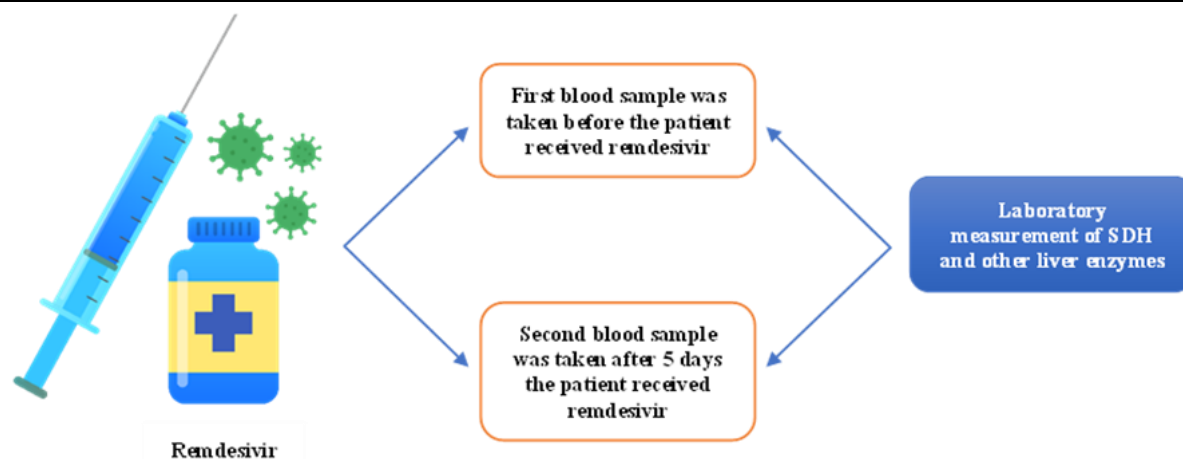 First blood sample was
taken before the patient
received remdesivir
Laboratory
measurement of SDH
and other liver enzymes
Second blood sample
was taken after 5 days
the patient received
remdesivir
Remdesivir